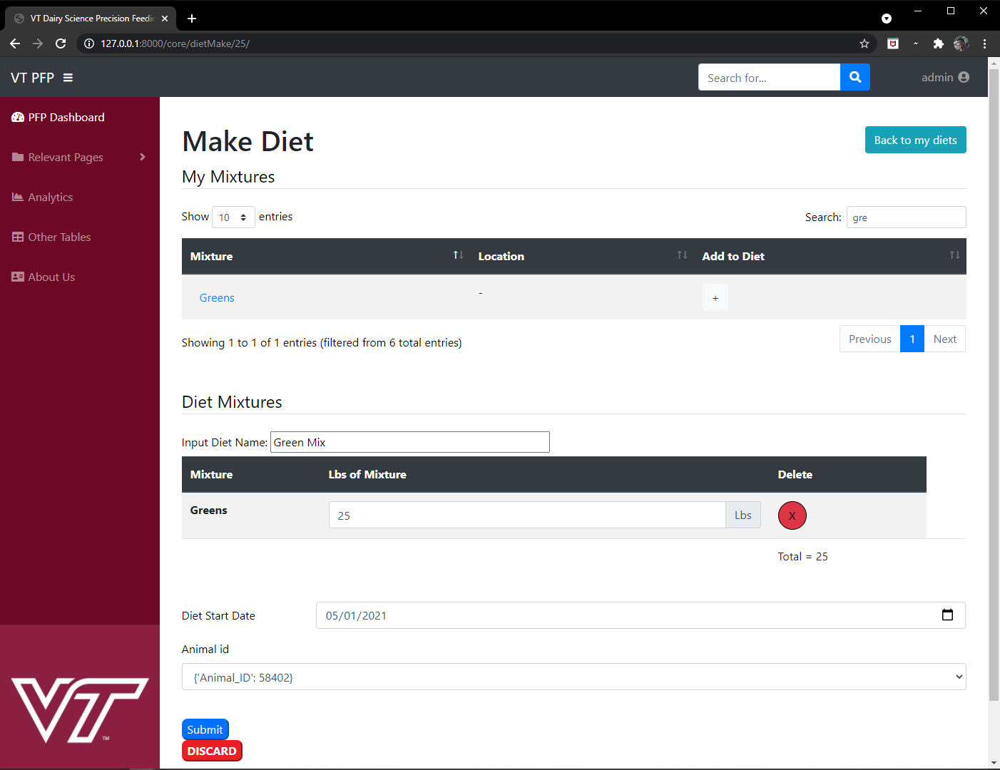 VT Dairy Science Precision Feedin
127.0.0.1:8000/core/dietMake/25/
VT PFP
Search for...
admin
PFP Dashboard
Relevant Pages
Analytics
Other Tables
About Us
VT
™
Make Diet
Back to my diets
My Mixtures
Show 10 entries
Search: gre
Mixture Location Add to Diet
Greens - +
Showing 1 to 1 of 1 entries (filtered from 6 total entries)
Previous 1 Next
Diet Mixtures
Input Diet Name: Green Mix
Mixture Lbs of Mixture Delete
Greens 25 Lbs X
Total = 25
Diet Start Date 05/01/2021
Animal id
{'Animal_ID': 58402}
Submit
DISCARD